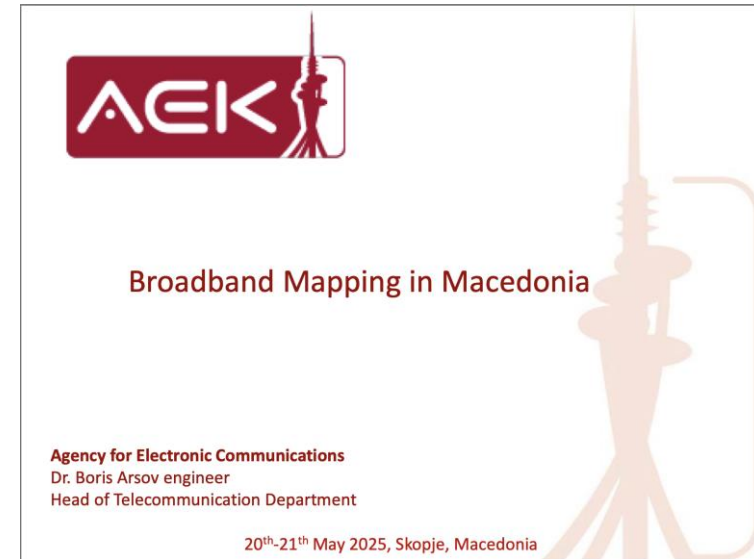 AEK
Broadband Mapping in Macedonia
Agency for Electronic Communications
Dr. Boris Arsov engineer
Head of Telecommunication Department
20th-21th May 2025, Skopje, Macedonia